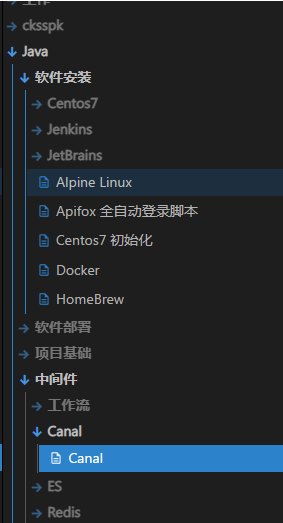 工作
cksspk
Java
软件安装
Centos7
Jenkins
JetBrains
Alpine Linux
Apifox 全自动登录脚本
Centos7 初始化
Docker
HomeBrew
软件部署
项目基础
中间件
工作流
Canal
Canal
ES
Redis